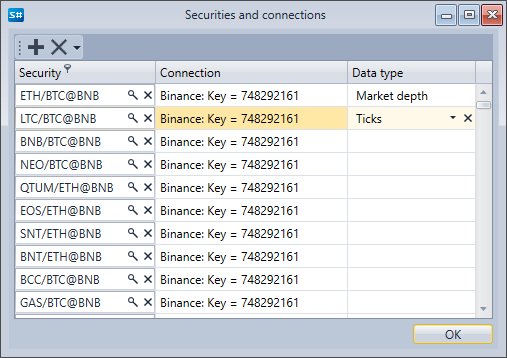 S# Securities and connections
Security Connection Data type
ETH/BTC@BNB Binance: Key = 748292161 Market depth
LTC/BTC@BNB Binance: Key = 748292161 Ticks
BNB/BTC@BNB Binance: Key = 748292161
NEO/BTC@BNB Binance: Key = 748292161
QTUM/ETH@BNB Binance: Key = 748292161
EOS/ETH@BNB Binance: Key = 748292161
SNT/ETH@BNB Binance: Key = 748292161
BNT/ETH@BNB Binance: Key = 748292161
BCC/BTC@BNB Binance: Key = 748292161
GAS/BTC@BNB Binance: Key = 748292161
OK